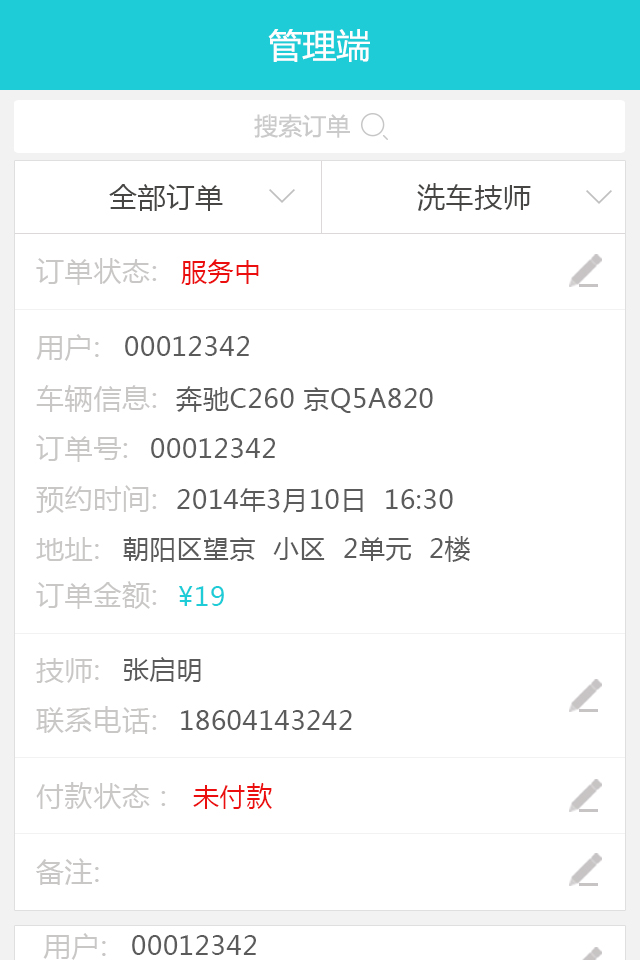 管理端
搜索订单
全部订单 洗车技师
订单状态: 服务中
用户: 00012342
车辆信息: 奔驰C260 京Q5A820
订单号: 00012342
预约时间: 2014年3月10日 16:30
地址: 朝阳区望京 小区 2单元 2楼
订单金额: ¥19
技师: 张启明
联系电话: 18604143242
付款状态： 未付款
备注:
用户: 00012342